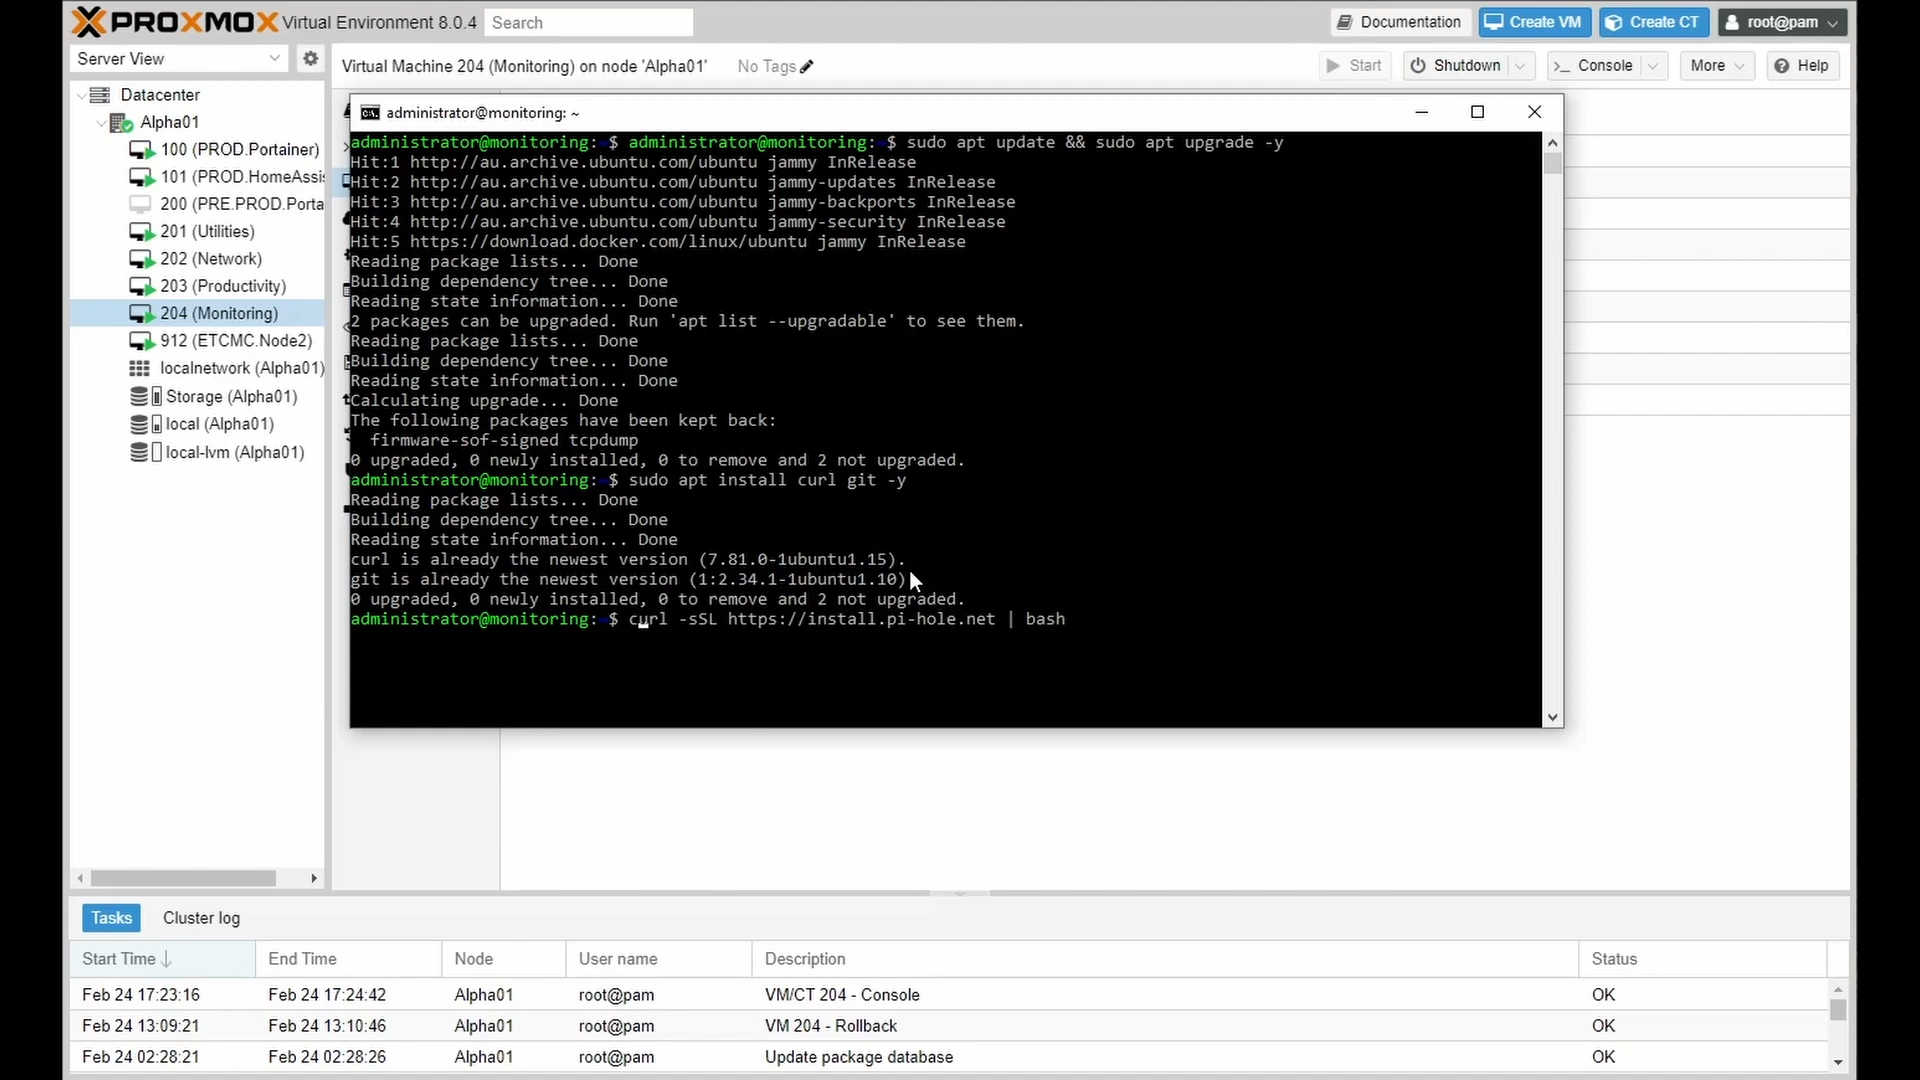 PROXMOX Virtual Environment 8.0.4 Search Documentation Create VM Create CT root@pam
Server View
Virtual Machine 204 (Monitoring) on node 'Alpha01' No Tags Start Shutdown Console More Help
Datacenter
Alpha01
100 (PROD.Portainer)
101 (PROD.HomeAssis
200 (PRE.PROD.Porta
201 (Utilities)
202 (Network)
203 (Productivity)
204 (Monitoring)
912 (ETCMC.Node2)
localnetwork (Alpha01)
Storage (Alpha01)
local (Alpha01)
local-lvm (Alpha01)
administrator@monitoring: ~
administrator@monitoring:~$ administrator@monitoring:~$ sudo apt update && sudo apt upgrade -y
Hit:1 http://au.archive.ubuntu.com/ubuntu jammy InRelease
Hit:2 http://au.archive.ubuntu.com/ubuntu jammy-updates InRelease
Hit:3 http://au.archive.ubuntu.com/ubuntu jammy-backports InRelease
Hit:4 http://au.archive.ubuntu.com/ubuntu jammy-security InRelease
Hit:5 https://download.docker.com/linux/ubuntu jammy InRelease
Reading package lists... Done
Building dependency tree... Done
Reading state information... Done
2 packages can be upgraded. Run 'apt list --upgradable' to see them.
Reading package lists... Done
Building dependency tree... Done
Reading state information... Done
Calculating upgrade... Done
The following packages have been kept back:
firmware-sof-signed tcpdump
0 upgraded, 0 newly installed, 0 to remove and 2 not upgraded.
administrator@monitoring:~$ sudo apt install curl git -y
Reading package lists... Done
Building dependency tree... Done
Reading state information... Done
curl is already the newest version (7.81.0-1ubuntu1.15).
git is already the newest version (1:2.34.1-1ubuntu1.10)
0 upgraded, 0 newly installed, 0 to remove and 2 not upgraded.
administrator@monitoring:~$ curl -sSL https://install.pi-hole.net | bash
Tasks Cluster log
Start Time End Time Node User name Description Status
Feb 24 17:23:16 Feb 24 17:24:42 Alpha01 root@pam VM/CT 204 - Console OK
Feb 24 13:09:21 Feb 24 13:10:46 Alpha01 root@pam VM 204 - Rollback OK
Feb 24 02:28:21 Feb 24 02:28:26 Alpha01 root@pam Update package database OK